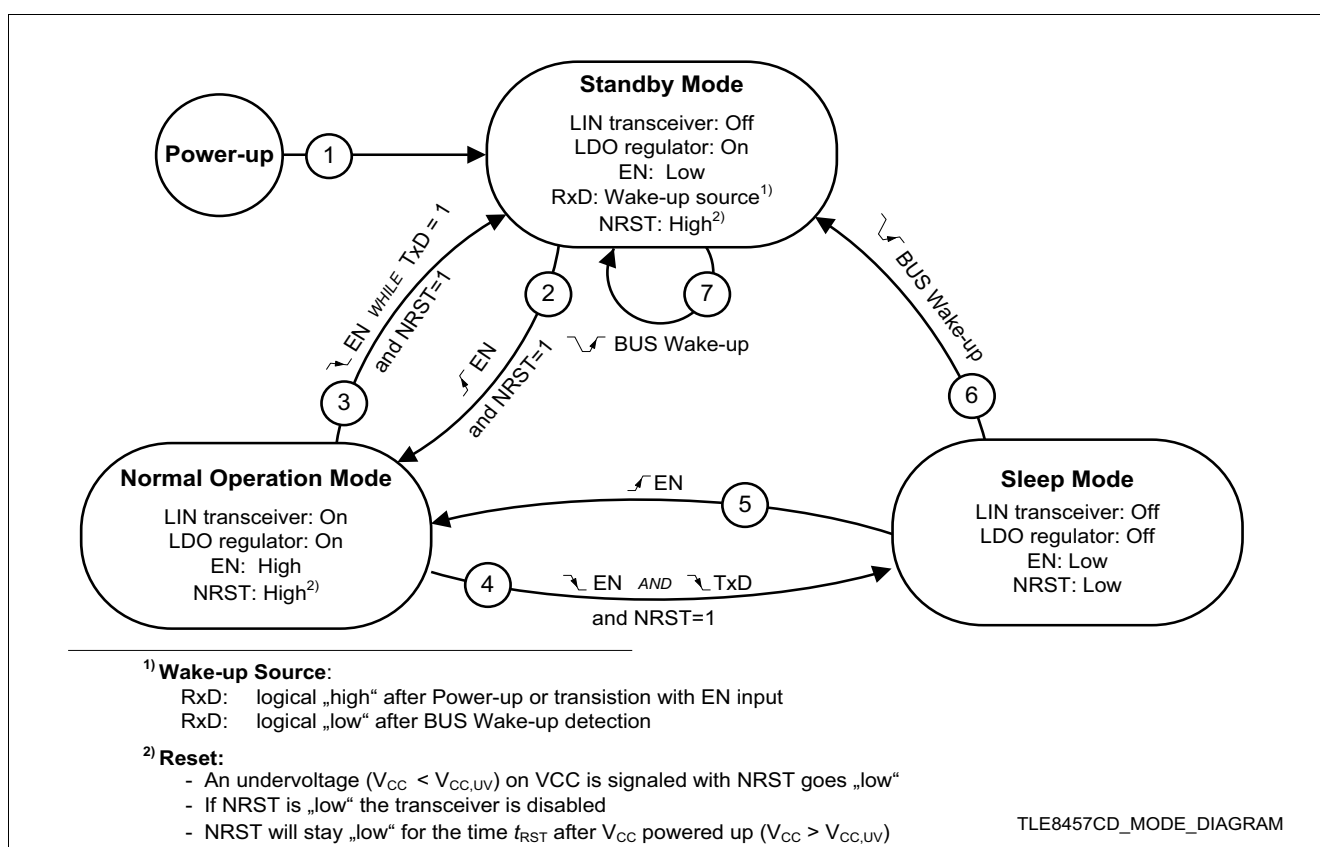 Power-up
1
Standby Mode
LIN transceiver: Off
LDO regulator: On
EN: Low
RxD: Wake-up source1)
NRST: High2)
EN WHILE TxD = 1
and NRST=1
3
2
EN
and NRST=1
7
BUS Wake-up
BUS Wake-up
6
Normal Operation Mode
LIN transceiver: On
LDO regulator: On
EN: High
NRST: High2)
EN
5
4
EN AND TxD
and NRST=1
Sleep Mode
LIN transceiver: Off
LDO regulator: Off
EN: Low
NRST: Low
1) Wake-up Source:
RxD: logical „high“ after Power-up or transistion with EN input
RxD: logical „low“ after BUS Wake-up detection
2) Reset:
- An undervoltage (VCC < VCC,UV) on VCC is signaled with NRST goes „low“
- If NRST is „low“ the transceiver is disabled
- NRST will stay „low“ for the time tRST after VCC powered up (VCC > VCC,UV)
TLE8457CD_MODE_DIAGRAM